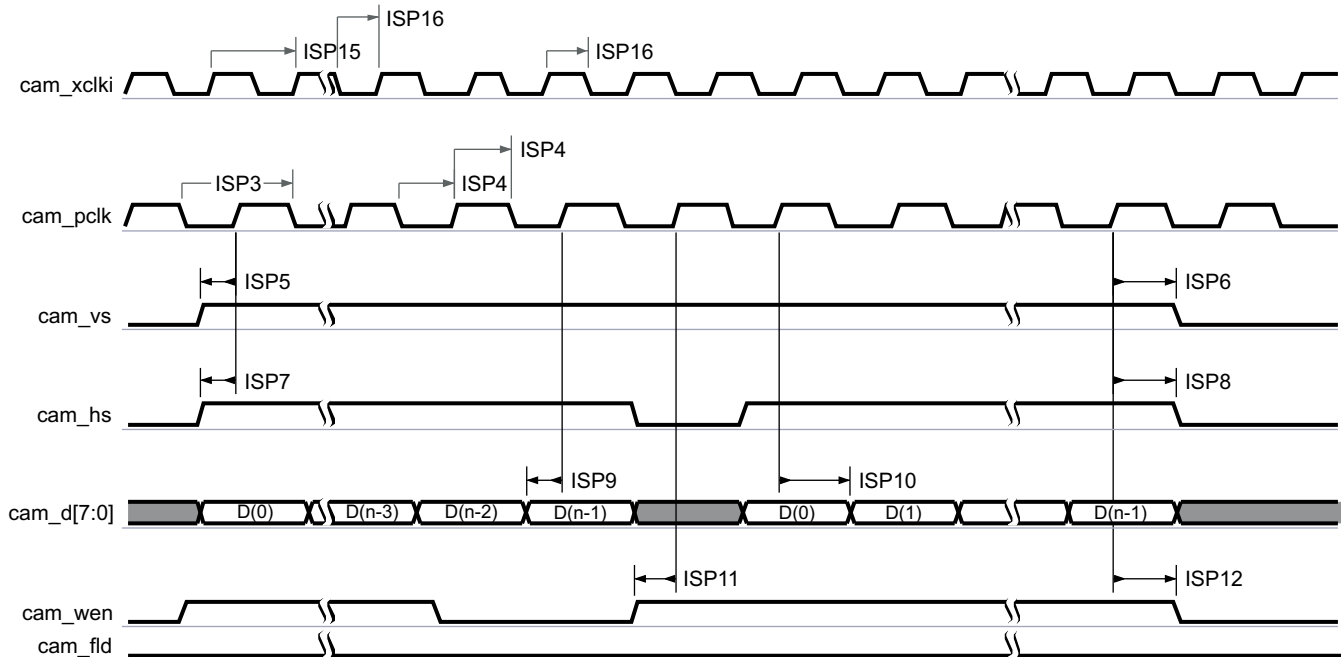 ISP16
ISP15 ISP16
cam_xclki
ISP4
ISP3 ISP4
cam_pclk
ISP5 ISP6
cam_vs
ISP7 ISP8
cam_hs
ISP9 ISP10
cam_d[7:0] D(0) D(n-3) D(n-2) D(n-1) D(0) D(1) D(n-1)
ISP11 ISP12
cam_wen
cam_fld